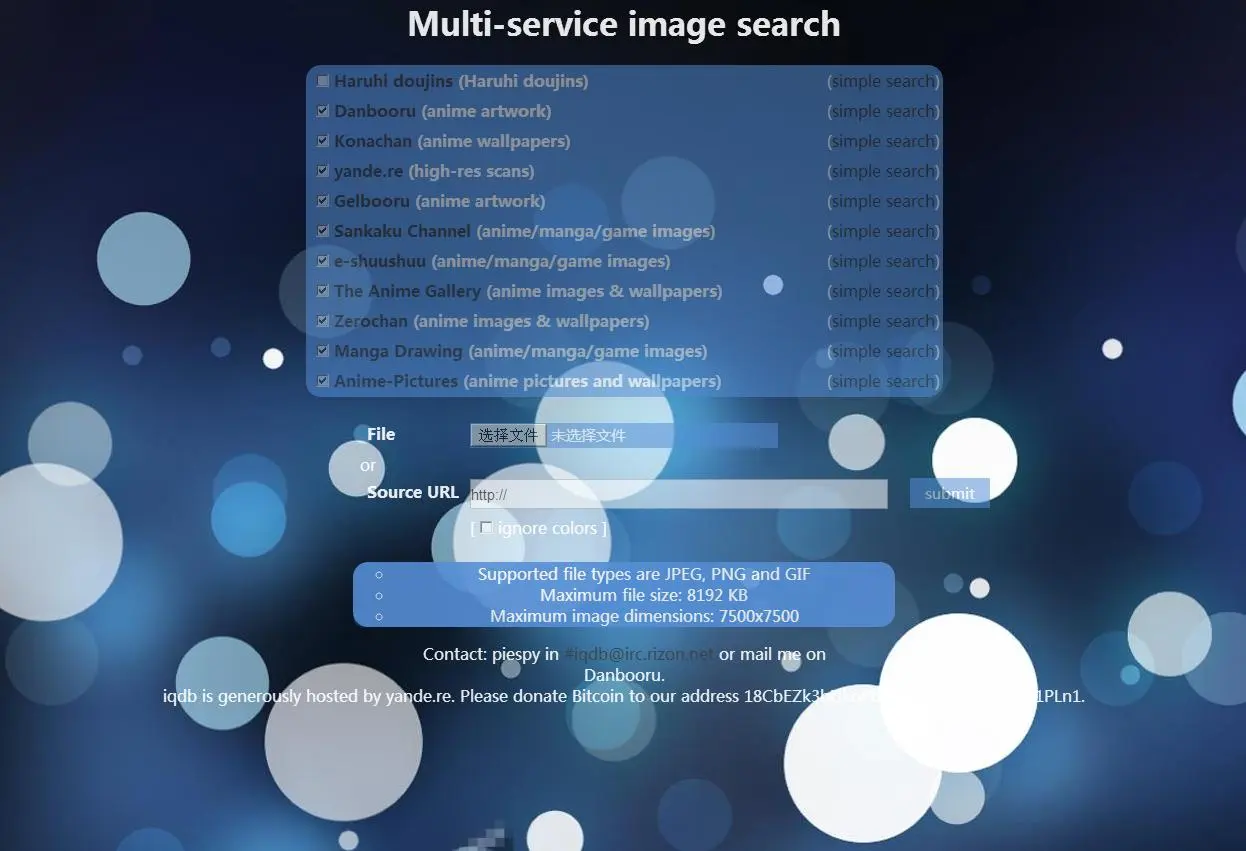 Multi-service image search
Haruhi doujins (Haruhi doujins) (simple search)
Danbooru (anime artwork) (simple search)
Konachan (anime wallpapers) (simple search)
yande.re (high-res scans) (simple search)
Gelbooru (anime artwork) (simple search)
Sankaku Channel (anime/manga/game images) (simple search)
e-shuushuu (anime/manga/game images) (simple search)
The Anime Gallery (anime images & wallpapers) (simple search)
Zerochan (anime images & wallpapers) (simple search)
Manga Drawing (anime/manga/game images) (simple search)
Anime-Pictures (anime pictures and wallpapers) (simple search)
File 选择文件 未选择文件
or
Source URL http:// submit
[ ignore colors ]
Supported file types are JPEG, PNG and GIF
Maximum file size: 8192 KB
Maximum image dimensions: 7500x7500
Contact: piespy in #iqdb@irc.rizon.net or mail me on
Danbooru.
iqdb is generously hosted by yande.re. Please donate Bitcoin to our address